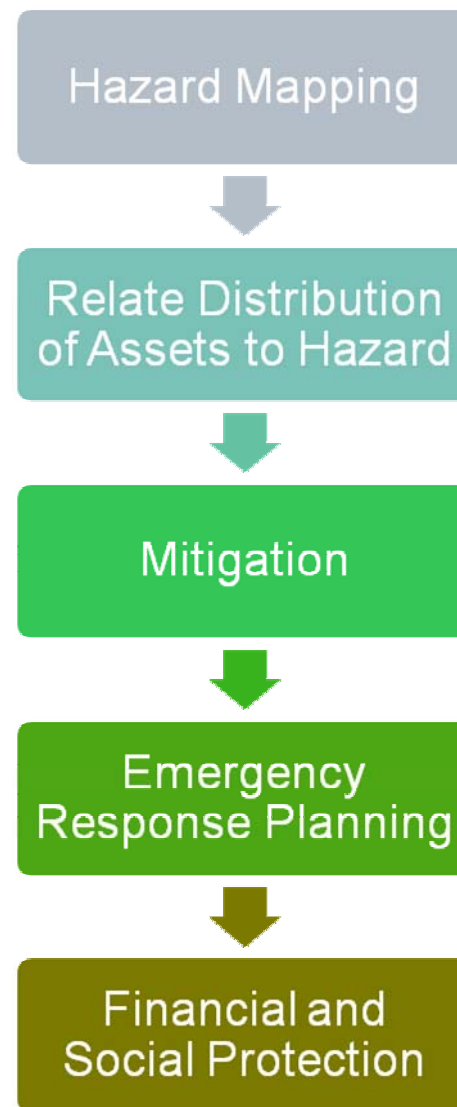 Hazard Mapping
Relate Distribution
of Assets to Hazard
Mitigation
Emergency
Response Planning
Financial and
Social Protection